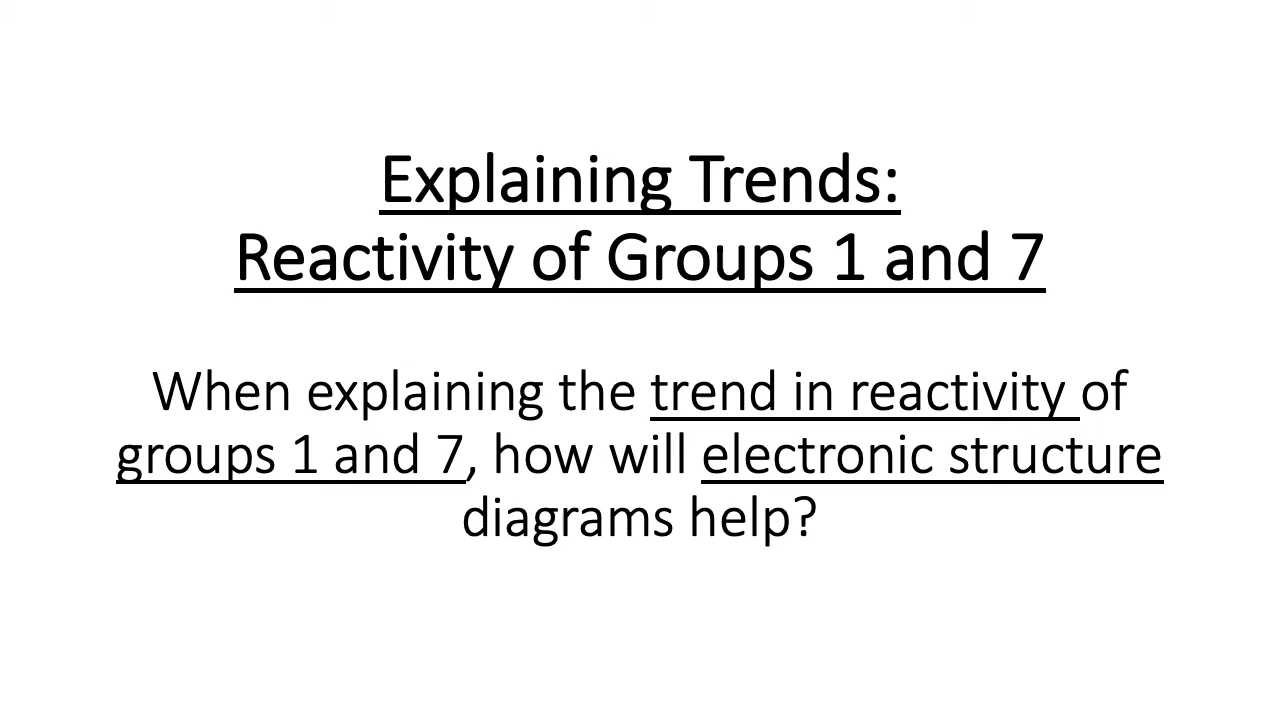 Explaining Trends:
Reactivity of Groups 1 and 7
When explaining the trend in reactivity of
groups 1 and 7, how will electronic structure
diagrams help?